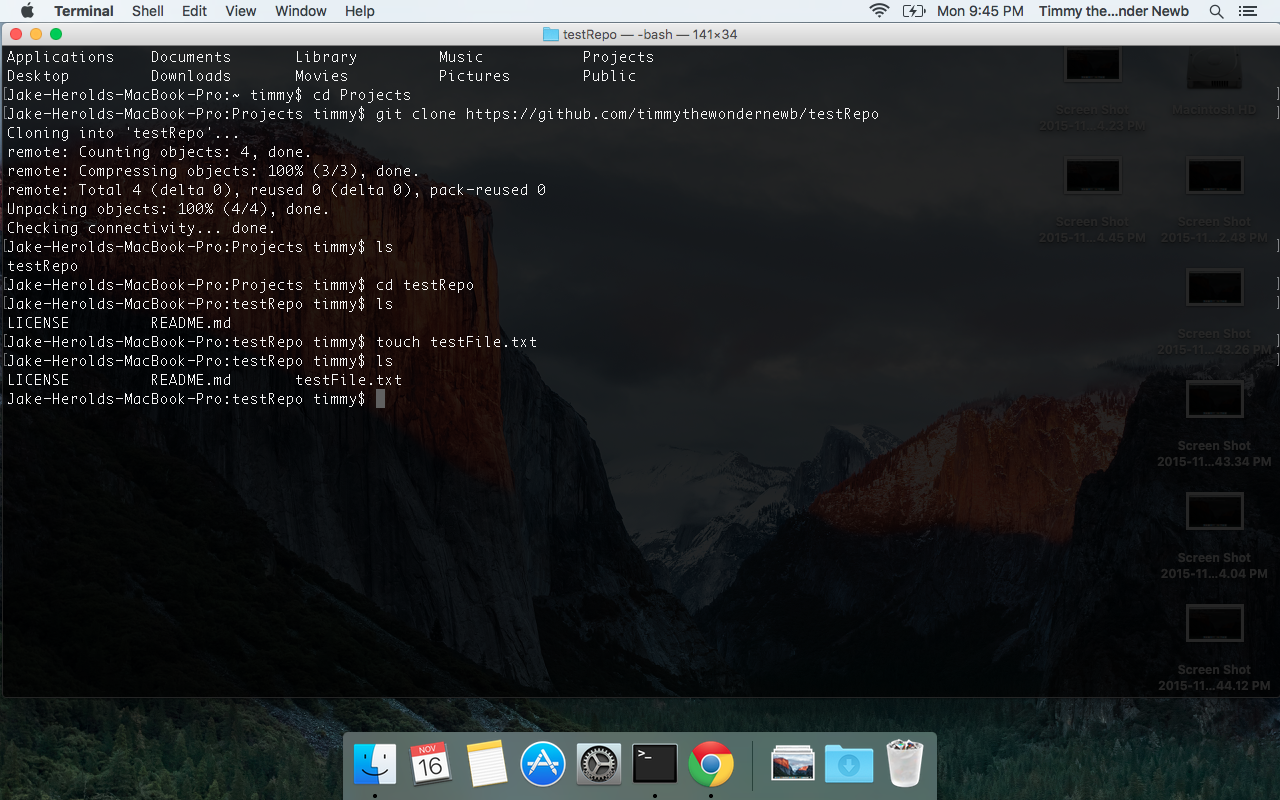 Terminal Shell Edit View Window Help Mon 9:45 PM Timmy the...nder Newb
testRepo — -bash — 141×34
Applications Documents Library Music Projects
Desktop Downloads Movies Pictures Public
[Jake-Herolds-MacBook-Pro:~ timmy$ cd Projects ]
[Jake-Herolds-MacBook-Pro:Projects timmy$ git clone https://github.com/timmythewondernewb/testRepo ]
Cloning into 'testRepo'...
remote: Counting objects: 4, done.
remote: Compressing objects: 100% (3/3), done.
remote: Total 4 (delta 0), reused 0 (delta 0), pack-reused 0
Unpacking objects: 100% (4/4), done.
Checking connectivity... done.
[Jake-Herolds-MacBook-Pro:Projects timmy$ ls ]
testRepo
[Jake-Herolds-MacBook-Pro:Projects timmy$ cd testRepo ]
[Jake-Herolds-MacBook-Pro:testRepo timmy$ ls ]
LICENSE README.md
[Jake-Herolds-MacBook-Pro:testRepo timmy$ touch testFile.txt ]
[Jake-Herolds-MacBook-Pro:testRepo timmy$ ls ]
LICENSE README.md testFile.txt
Jake-Herolds-MacBook-Pro:testRepo timmy$
Screen Shot
2015-11...4.23 PM
Macintosh HD
Screen Shot
2015-11...4.45 PM
Screen Shot
2015-11...2.48 PM
Screen Shot
2015-11...43.26 PM
Screen Shot
2015-11...43.34 PM
Screen Shot
2015-11...4.04 PM
Screen Shot
2015-11...44.12 PM
NOV
16
>_